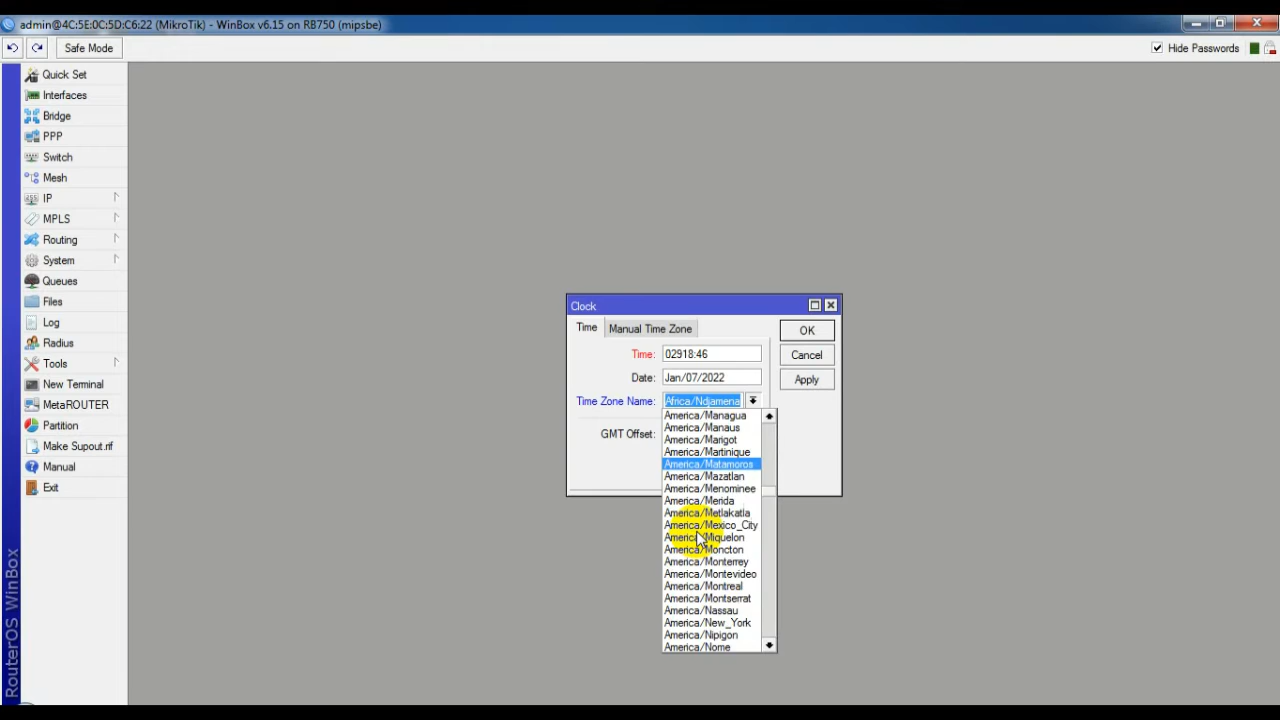 admin@4C:5E:0C:5D:C6:22 (MikroTik) - WinBox v6.15 on RB750 (mipsbe)
Safe Mode
Hide Passwords
Quick Set
Interfaces
Bridge
PPP
Switch
Mesh
IP
MPLS
Routing
System
Queues
Files
Log
Radius
Tools
New Terminal
MetaROUTER
Partition
Make Supout.rif
Manual
Exit
RouterOS WinBox
Clock
Time
Manual Time Zone
OK
Time: 02918:46
Cancel
Date: Jan/07/2022
Apply
Time Zone Name: Africa/Ndjamena
GMT Offset:
America/Managua
America/Manaus
America/Marigot
America/Martinique
America/Matamoros
America/Mazatlan
America/Menominee
America/Merida
America/Metlakatla
America/Mexico_City
America/Miquelon
America/Moncton
America/Monterrey
America/Montevideo
America/Montreal
America/Montserrat
America/Nassau
America/New_York
America/Nipigon
America/Nome